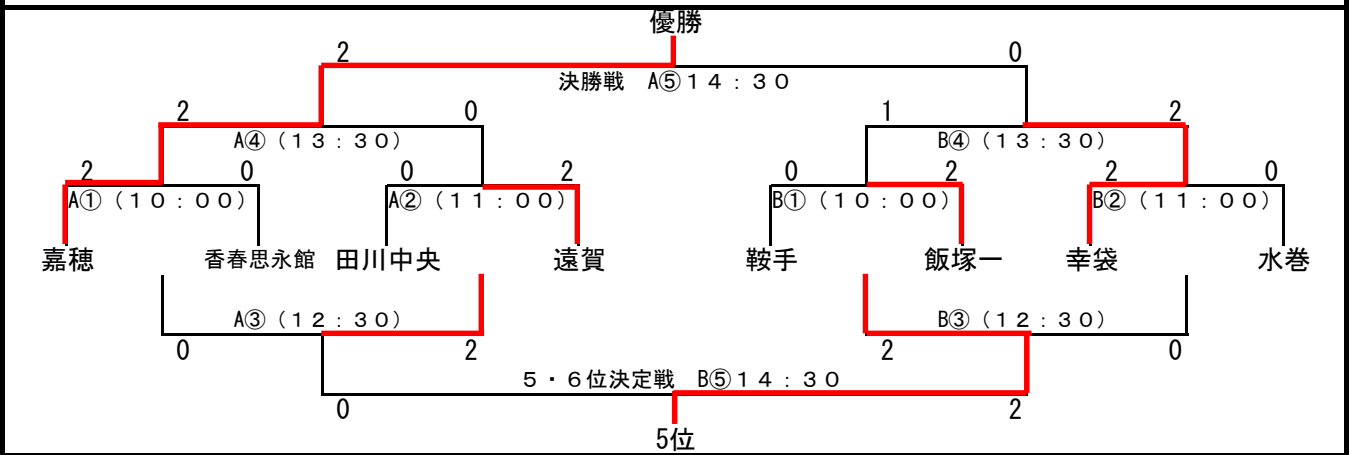 優勝
2 0
決勝戦 A⑤14:30
2 0 1 2
A④(13:30) B④(13:30)
2 0 0 2 0 2 2 0
A①(10:00) A②(11:00) B①(10:00) B②(11:00)
嘉穂 香春思永館 田川中央 遠賀 鞍手 飯塚一 幸袋 水巻
A③(12:30) B③(12:30)
0 2 2 0
5・6位決定戦 B⑤14:30
0 2
5位